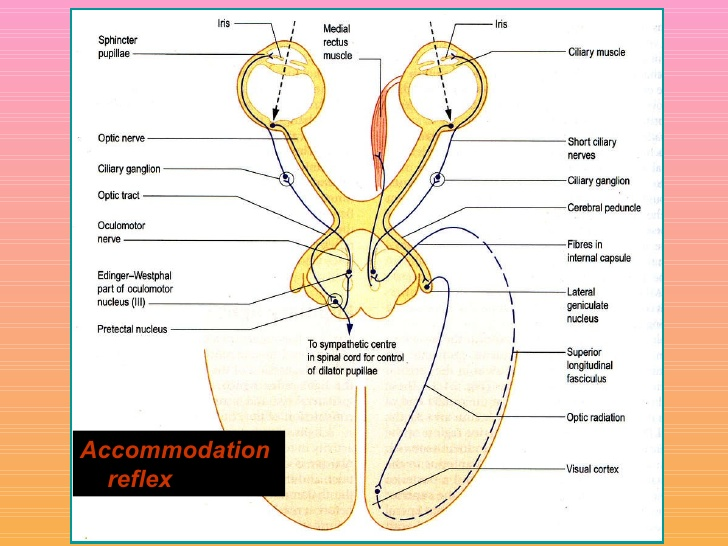 Iris
Sphincter
pupillae
Medial
rectus
muscle
Iris
Ciliary muscle
Optic nerve
Ciliary ganglion
Optic tract
Oculomotor
nerve
Edinger–Westphal
part of oculomotor
nucleus (III)
Pretectal nucleus
Short ciliary
nerves
Ciliary ganglion
Cerebral peduncle
Fibres in
internal capsule
Lateral
geniculate
nucleus
To sympathetic centre
in spinal cord for control
of dilator pupillae
Superior
longitudinal
fasciculus
Optic radiation
Visual cortex
Accommodation
reflex